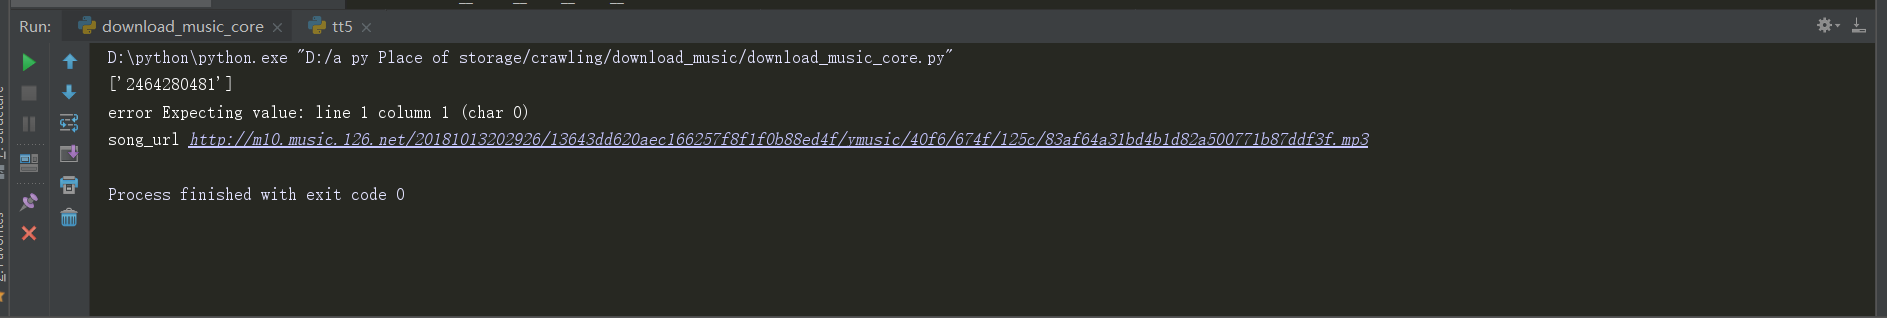 Run: download_music_core tt5
D:\python\python.exe "D:/a py Place of storage/crawling/download_music/download_music_core.py"
['2464280481']
error Expecting value: line 1 column 1 (char 0)
song_url http://m10.music.126.net/20181013202926/13643dd620aec166257f8f1f0b88ed4f/ymusic/40f6/674f/125c/83af64a31bd4b1d82a500771b87ddf3f.mp3
Process finished with exit code 0